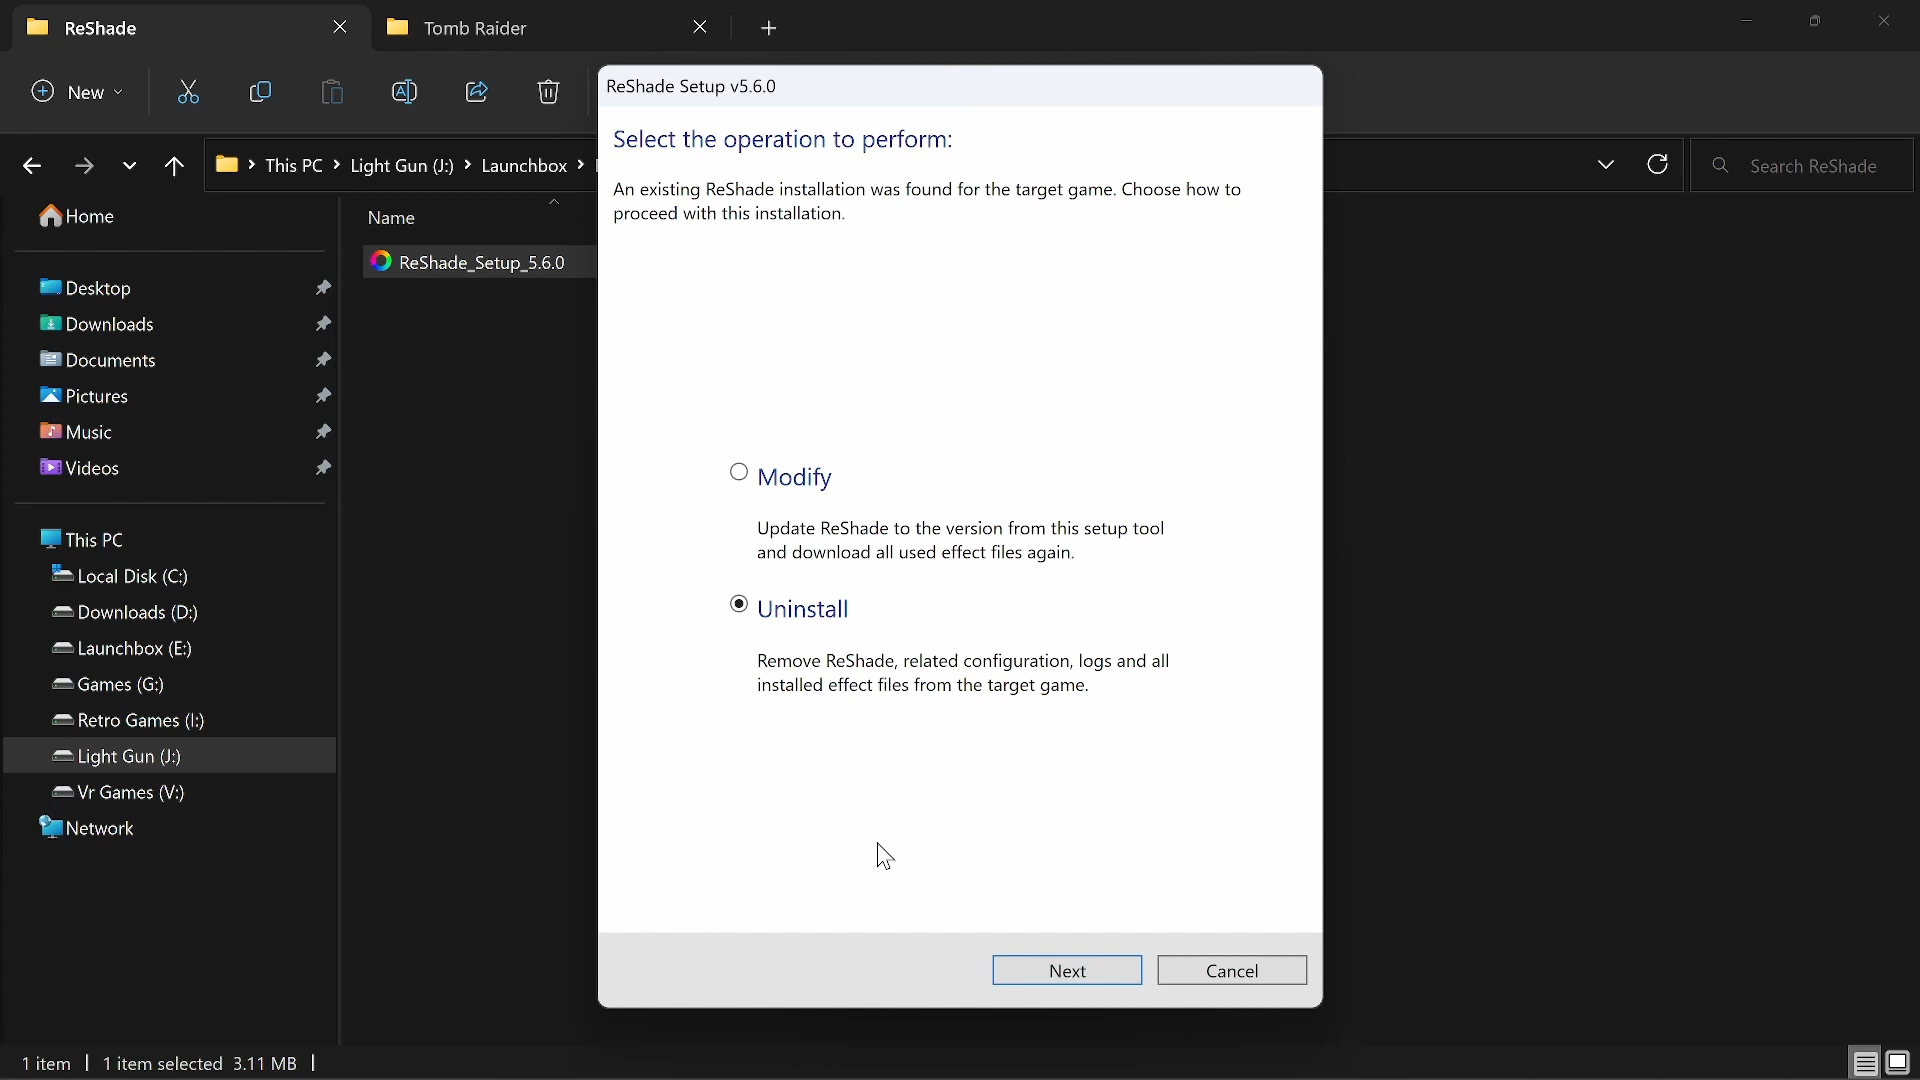 ReShade
Tomb Raider
New
ReShade Setup v5.6.0
Select the operation to perform:
An existing ReShade installation was found for the target game. Choose how to
proceed with this installation.
This PC
Light Gun (J:)
Launchbox
Search ReShade
Home
Desktop
Downloads
Documents
Pictures
Music
Videos
This PC
Local Disk (C:)
Downloads (D:)
Launchbox (E:)
Games (G:)
Retro Games (I:)
Light Gun (J:)
Vr Games (V:)
Network
Name
ReShade_Setup_5.6.0
Modify
Update ReShade to the version from this setup tool
and download all used effect files again.
Uninstall
Remove ReShade, related configuration, logs and all
installed effect files from the target game.
Next
Cancel
1 item
1 item selected 3.11 MB